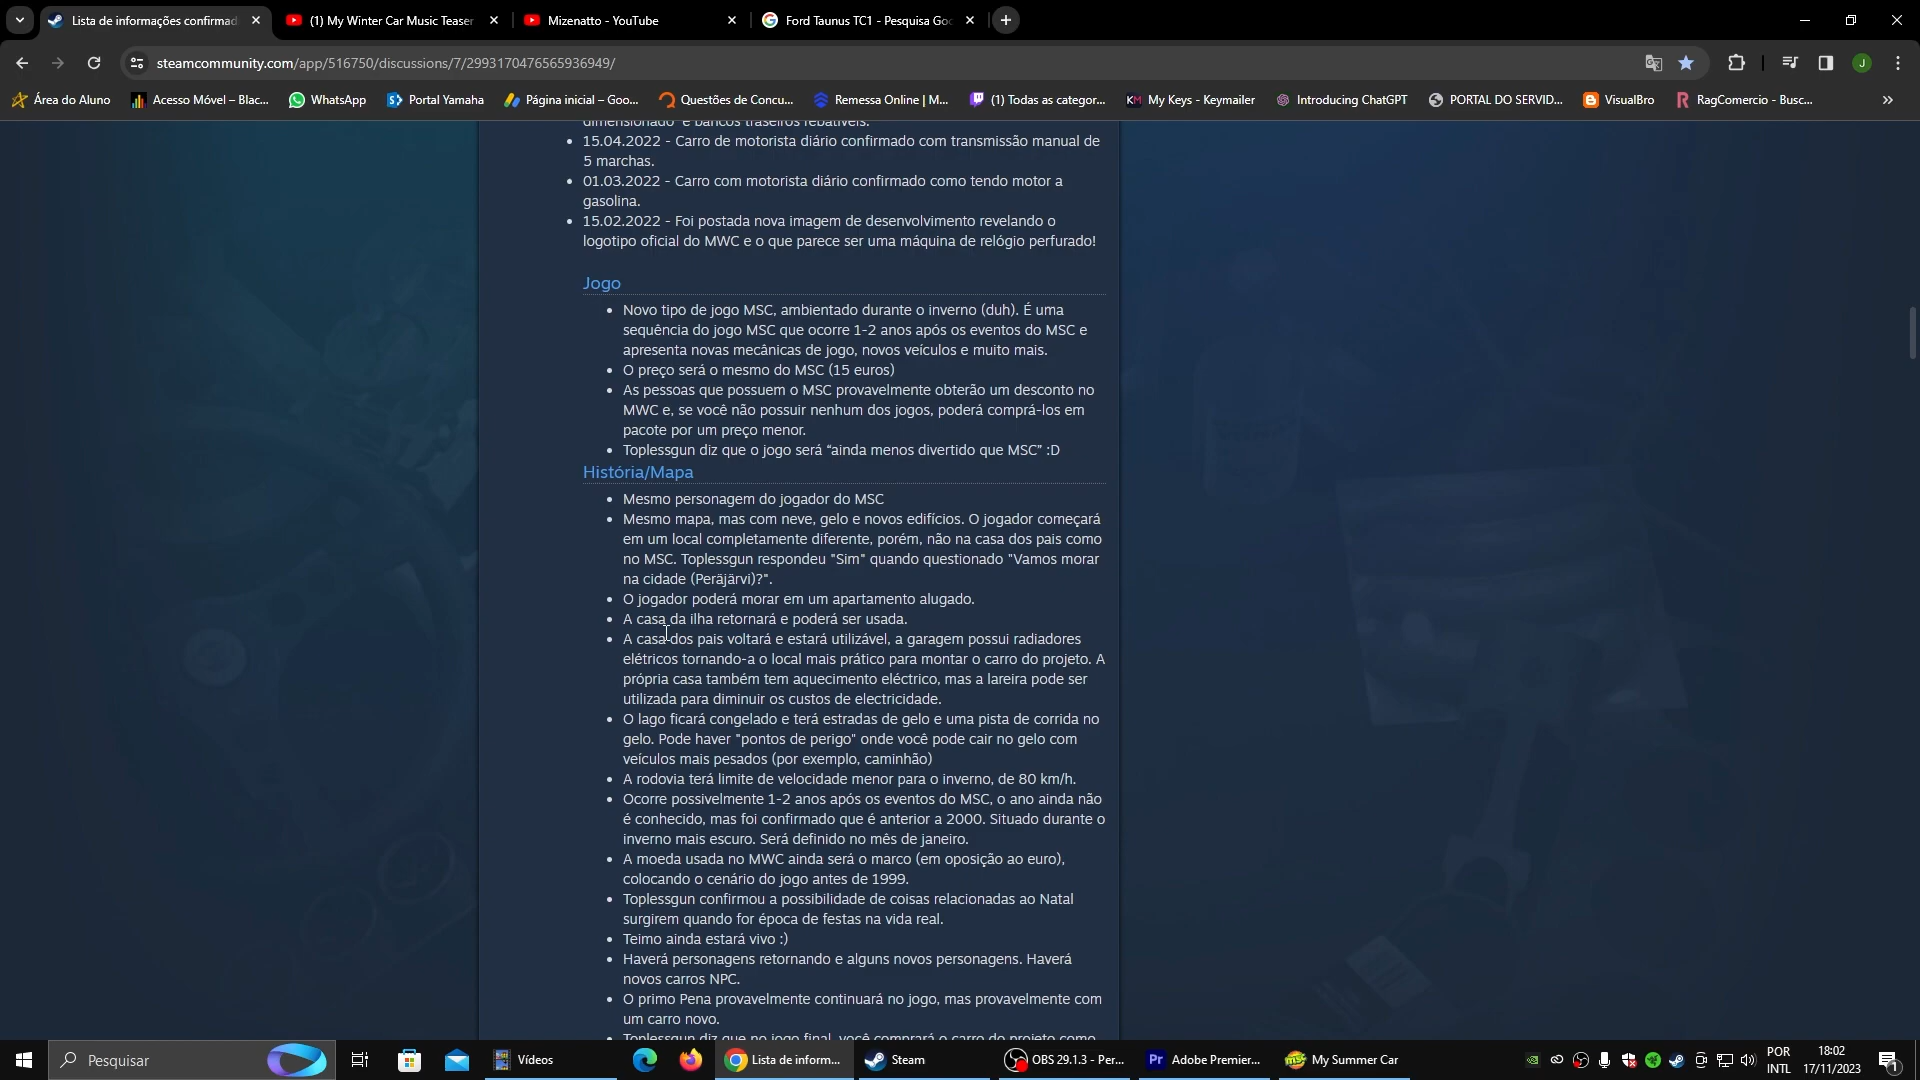 Lista de informações confirmad
(1) My Winter Car Music Teaser
Mizenatto - YouTube
Ford Taunus TC1 - Pesquisa Goo
steamcommunity.com/app/516750/discussions/7/2993170476565936949/
J
Área do Aluno
Acesso Móvel – Blac...
WhatsApp
Portal Yamaha
Página inicial – Goo...
Questões de Concu...
Remessa Online | M...
(1) Todas as categor...
KM My Keys - Keymailer
Introducing ChatGPT
PORTAL DO SERVID...
VisualBro
RagComercio - Busc...
dimensionado" e bancos traseiros rebatíveis.
15.04.2022 - Carro de motorista diário confirmado com transmissão manual de
5 marchas.
01.03.2022 - Carro com motorista diário confirmado como tendo motor a
gasolina.
15.02.2022 - Foi postada nova imagem de desenvolvimento revelando o
logotipo oficial do MWC e o que parece ser uma máquina de relógio perfurado!
Jogo
Novo tipo de jogo MSC, ambientado durante o inverno (duh). É uma
sequência do jogo MSC que ocorre 1-2 anos após os eventos do MSC e
apresenta novas mecânicas de jogo, novos veículos e muito mais.
O preço será o mesmo do MSC (15 euros)
As pessoas que possuem o MSC provavelmente obterão um desconto no
MWC e, se você não possuir nenhum dos jogos, poderá comprá-los em
pacote por um preço menor.
Toplessgun diz que o jogo será “ainda menos divertido que MSC” :D
História/Mapa
Mesmo personagem do jogador do MSC
Mesmo mapa, mas com neve, gelo e novos edifícios. O jogador começará
em um local completamente diferente, porém, não na casa dos pais como
no MSC. Toplessgun respondeu "Sim" quando questionado "Vamos morar
na cidade (Peräjärvi)?".
O jogador poderá morar em um apartamento alugado.
A casa da ilha retornará e poderá ser usada.
A casa dos pais voltará e estará utilizável, a garagem possui radiadores
elétricos tornando-a o local mais prático para montar o carro do projeto. A
própria casa também tem aquecimento eléctrico, mas a lareira pode ser
utilizada para diminuir os custos de electricidade.
O lago ficará congelado e terá estradas de gelo e uma pista de corrida no
gelo. Pode haver "pontos de perigo" onde você pode cair no gelo com
veículos mais pesados (por exemplo, caminhão)
A rodovia terá limite de velocidade menor para o inverno, de 80 km/h.
Ocorre possivelmente 1-2 anos após os eventos do MSC, o ano ainda não
é conhecido, mas foi confirmado que é anterior a 2000. Situado durante o
inverno mais escuro. Será definido no mês de janeiro.
A moeda usada no MWC ainda será o marco (em oposição ao euro),
colocando o cenário do jogo antes de 1999.
Toplessgun confirmou a possibilidade de coisas relacionadas ao Natal
surgirem quando for época de festas na vida real.
Teimo ainda estará vivo :)
Haverá personagens retornando e alguns novos personagens. Haverá
novos carros NPC.
O primo Pena provavelmente continuará no jogo, mas provavelmente com
um carro novo.
Toplessgun diz que no jogo final, você comprará o carro do projeto como
Pesquisar
Vídeos
Lista de inform...
Steam
OBS 29.1.3 - Per...
Pr Adobe Premier...
My Summer Car
POR
INTL
18:02
17/11/2023
1